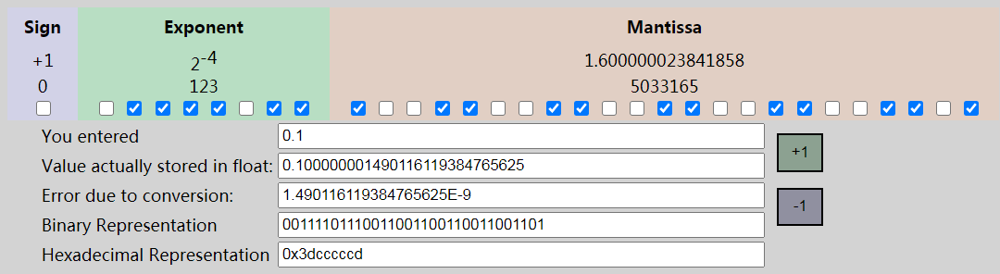 Sign Exponent Mantissa
+1 2-4 1.600000023841858
0 123 5033165
You entered 0.1
Value actually stored in float: 0.100000001490116119384765625 +1
Error due to conversion: 1.490116119384765625E-9
Binary Representation 00111101110011001100110011001101 -1
Hexadecimal Representation 0x3dcccccd